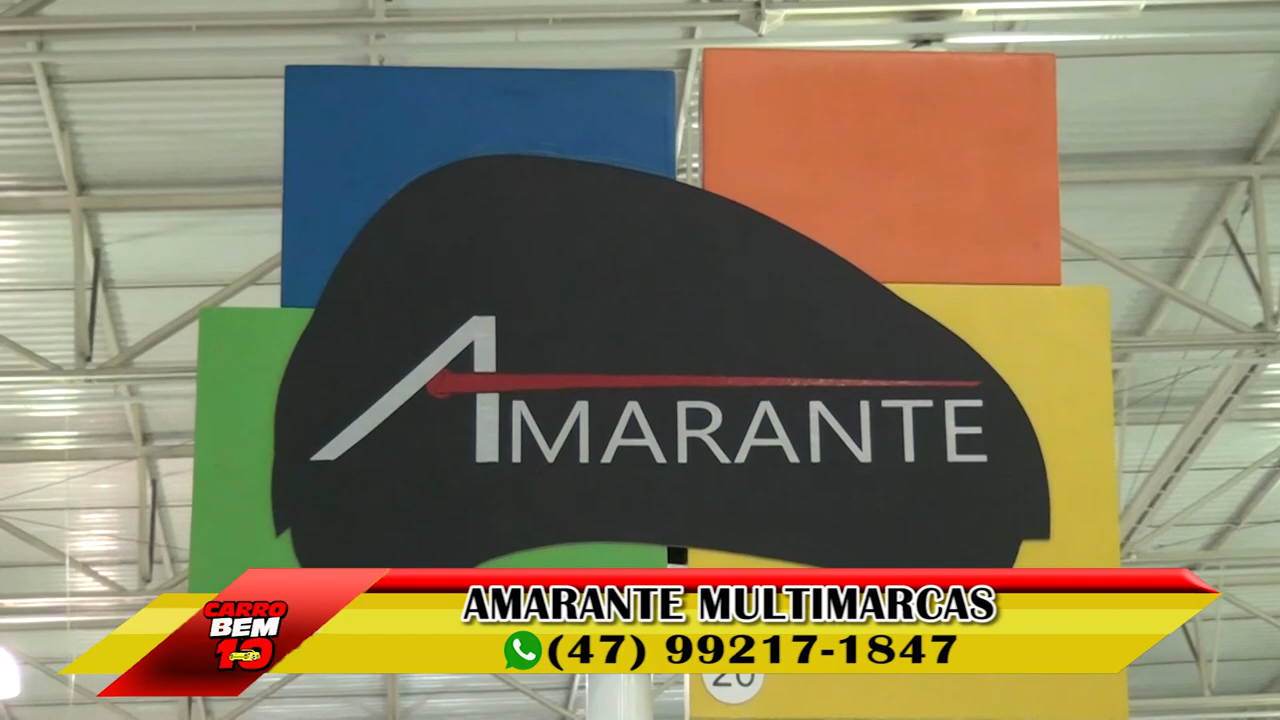 AMARANTE
CARRO
BEM
10
AMARANTE MULTIMARCAS
(47) 99217-1847
20